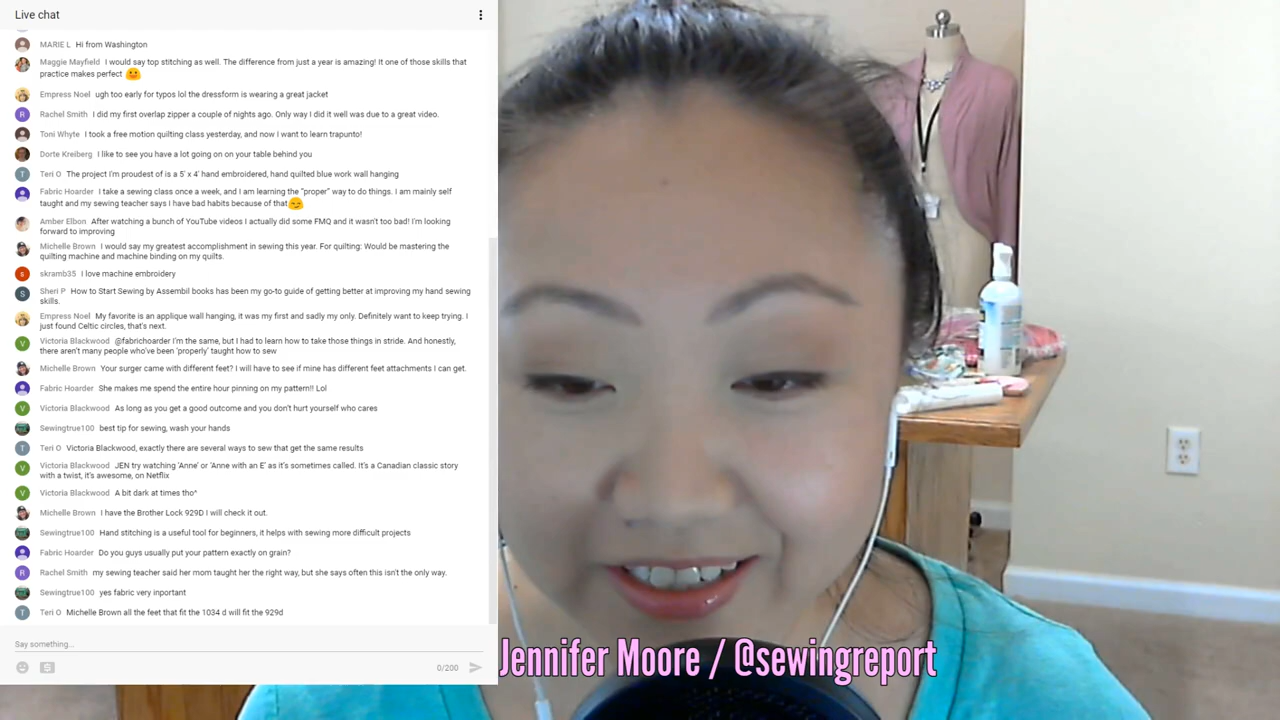 Live chat
MARIE L Hi from Washington
Maggie Mayfield I would say top stitching as well. The difference from just a year is amazing! It one of those skills that
practice makes perfect
Empress Noel ugh too early for typos lol the dressform is wearing a great jacket
Rachel Smith I did my first overlap zipper a couple of nights ago. Only way I did it well was due to a great video.
Toni Whyte I took a free motion quilting class yesterday, and now I want to learn trapunto!
Dorte Kreiberg I like to see you have a lot going on on your table behind you
Teri O The project I'm proudest of is a 5' x 4' hand embroidered, hand quilted blue work wall hanging
Fabric Hoarder I take a sewing class once a week, and I am learning the "proper" way to do things. I am mainly self
taught and my sewing teacher says I have bad habits because of that
Amber Elbon After watching a bunch of YouTube videos I actually did some FMQ and it wasn't too bad! I'm looking
forward to improving
Michelle Brown I would say my greatest accomplishment in sewing this year. For quilting: Would be mastering the
quilting machine and machine binding on my quilts.
skramb35 I love machine embroidery
Sheri P How to Start Sewing by Assembil books has been my go-to guide of getting better at improving my hand sewing
skills.
Empress Noel My favorite is an applique wall hanging, it was my first and sadly my only. Definitely want to keep trying. I
just found Celtic circles, that's next.
Victoria Blackwood @fabrichoarder I'm the same, but I had to learn how to take those things in stride. And honestly,
there aren't many people who've been 'properly' taught how to sew
Michelle Brown Your surger came with different feet? I will have to see if mine has different feet attachments I can get.
Fabric Hoarder She makes me spend the entire hour pinning on my pattern!! Lol
Victoria Blackwood As long as you get a good outcome and you don't hurt yourself who cares
Sewingtrue100 best tip for sewing, wash your hands
Teri O Victoria Blackwood, exactly there are several ways to sew that get the same results
Victoria Blackwood JEN try watching 'Anne' or 'Anne with an E' as it's sometimes called. It's a Canadian classic story
with a twist, it's awesome, on Netflix
Victoria Blackwood A bit dark at times tho^
Michelle Brown I have the Brother Lock 929D I will check it out.
Sewingtrue100 Hand stitching is a useful tool for beginners, it helps with sewing more difficult projects
Fabric Hoarder Do you guys usually put your pattern exactly on grain?
Rachel Smith my sewing teacher said her mom taught her the right way, but she says often this isn't the only way.
Sewingtrue100 yes fabric very inportant
Teri O Michelle Brown all the feet that fit the 1034 d will fit the 929d
Say something...
0/200
Jennifer Moore / @sewingreport